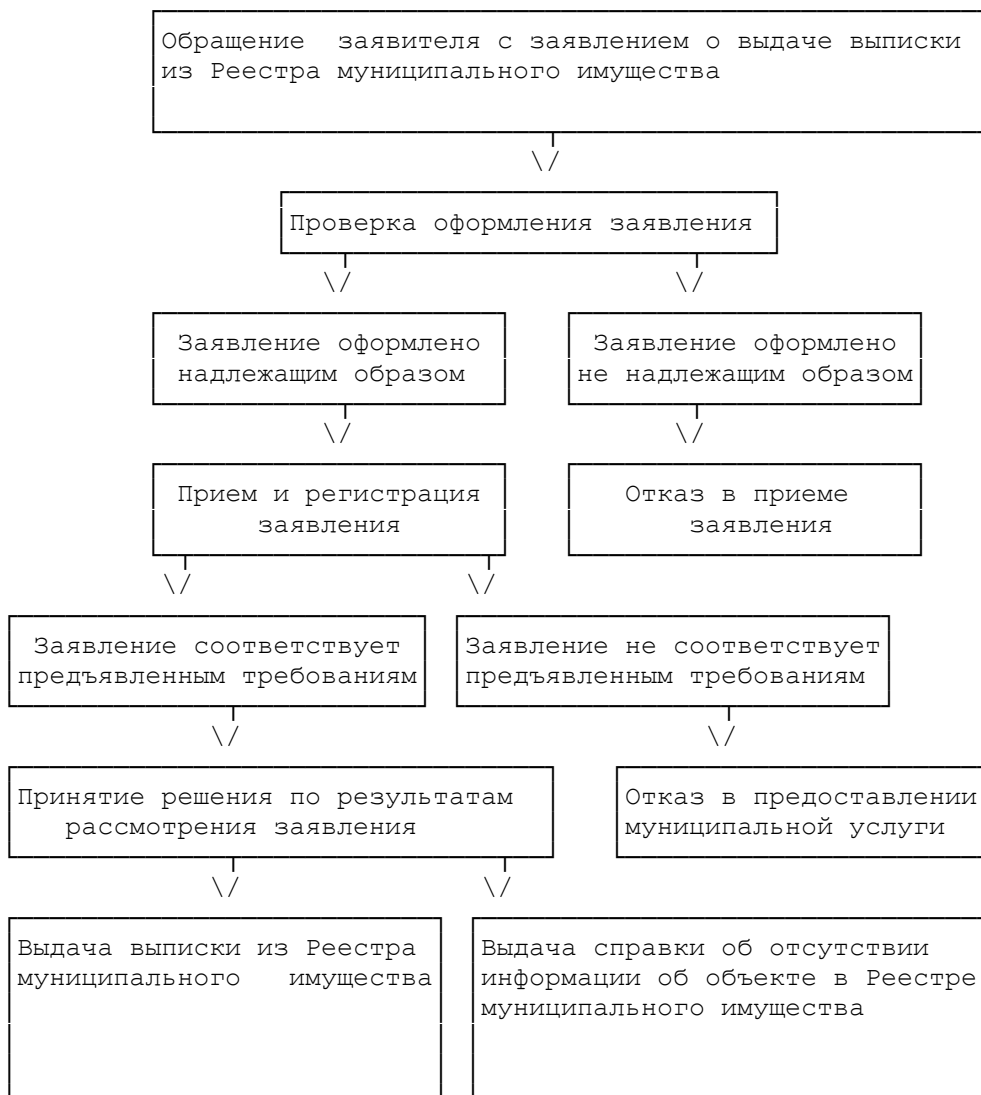 Обращение заявителя с заявлением о выдаче выписки
из Реестра муниципального имущества
Проверка оформления заявления
Заявление оформлено
надлежащим образом
Заявление оформлено
не надлежащим образом
Прием и регистрация
заявления
Отказ в приеме
заявления
Заявление соответствует
предъявленным требованиям
Заявление не соответствует
предъявленным требованиям
Принятие решения по результатам
рассмотрения заявления
Отказ в предоставлении
муниципальной услуги
Выдача выписки из Реестра
муниципального имущества
Выдача справки об отсутствии
информации об объекте в Реестре
муниципального имущества